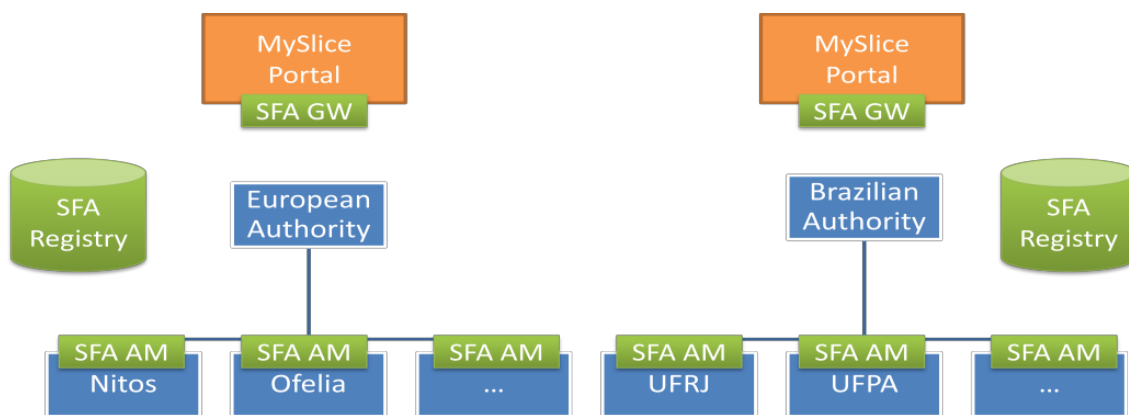 MySlice
Portal
SFA GW
MySlice
Portal
SFA GW
SFA
Registry
European
Authority
Brazilian
Authority
SFA
Registry
SFA AM
Nitos
SFA AM
Ofelia
SFA AM
...
SFA AM
UFRJ
SFA AM
UFPA
SFA AM
...